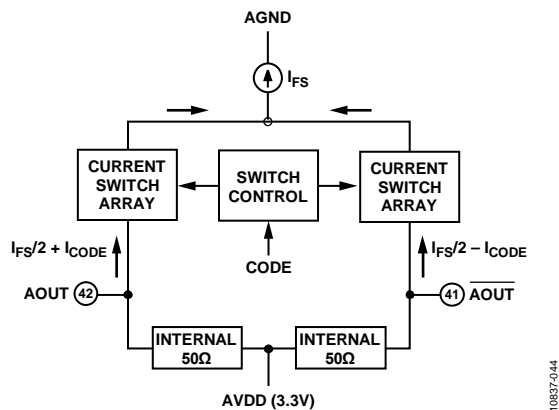 AGND
IFS
CURRENT
SWITCH
ARRAY
SWITCH
CONTROL
CURRENT
SWITCH
ARRAY
IFS/2 + ICODE
CODE
IFS/2 – ICODE
AOUT 42
41 AOUT
INTERNAL
50Ω
INTERNAL
50Ω
AVDD (3.3V)
10837-044